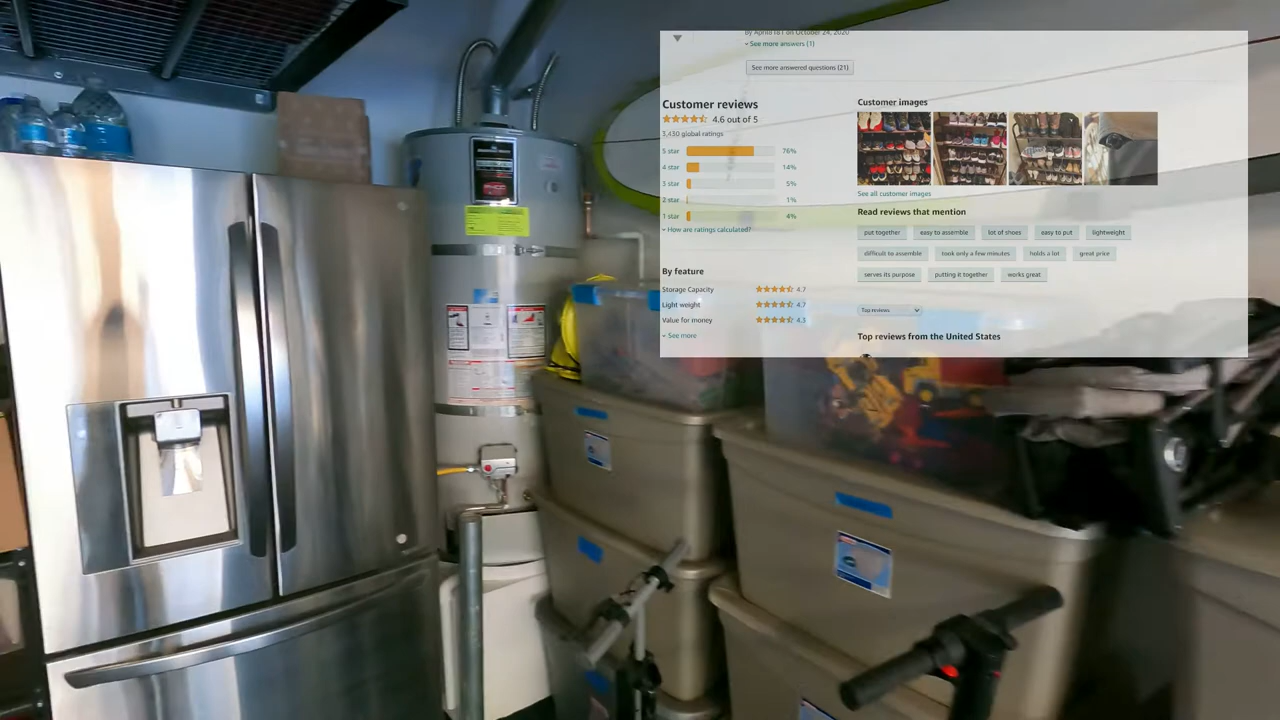 By April/181 on October 24, 2020
See more answers (1)
See more answered questions (21)
Customer reviews
4.6 out of 5
3,430 global ratings
5 star 76%
4 star 14%
3 star 5%
2 star 1%
1 star 4%
How are ratings calculated?
By feature
Storage Capacity 4.7
Light weight 4.7
Value for money 4.3
See more
Customer images
See all customer images
Read reviews that mention
put together easy to assemble lot of shoes easy to put lightweight
difficult to assemble took only a few minutes holds a lot great price
serves its purpose putting it together works great
Top reviews
Top reviews from the United States